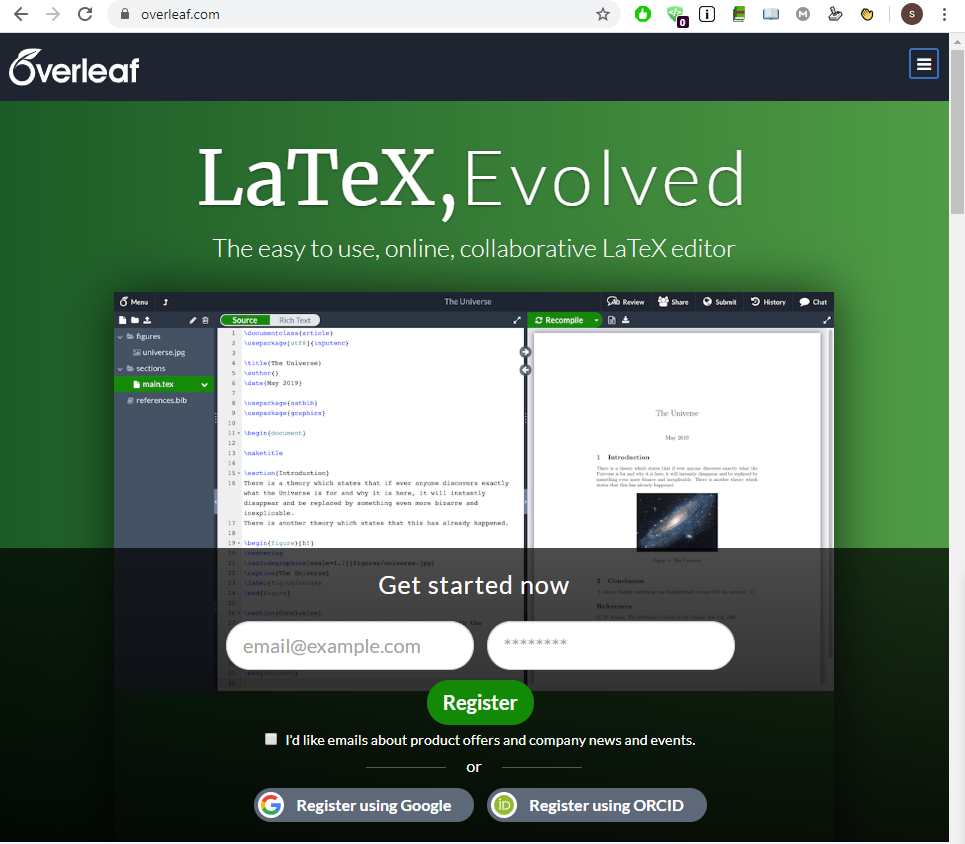 overleaf.com
0
S
M
Overleaf
LaTeX, Evolved
The easy to use, online, collaborative LaTeX editor
Menu
The Universe
Review
Share
Submit
History
Chat
Source
Rich Text
Recompile
figures
universe.jpg
sections
main.tex
references.bib
1 \documentclass{article}
2 \usepackage[utf8]{inputenc}
3
4 \title{The Universe}
5 \author{}
6 \date{May 2019}
7
8 \usepackage{natbib}
9 \usepackage{graphicx}
10
11 \begin{document}
12
13 \maketitle
14
15 \section{Introduction}
16 There is a theory which states that if ever anyone discovers exactly
what the Universe is for and why it is here, it will instantly
disappear and be replaced by something even more bizarre and
inexplicable.
17 There is another theory which states that this has already happened.
18
19 \begin{figure}[h!]
20 \centering
21 \includegraphics[scale=1.7]{figures/universe.jpg}
22 \caption{The Universe}
23 \label{fig:universe}
24 \end{figure}
25
26 \section{Conclusion}
The Universe
May 2019
1 Introduction
There is a theory which states that if ever anyone discovers exactly what the
Universe is for and why it is here, it will instantly disappear and be replaced by
something even more bizarre and inexplicable. There is another theory which
states that this has already happened.
Figure 1: The Universe
2 Conclusion
References
Get started now
email@example.com
********
Register
I'd like emails about product offers and company news and events.
or
Register using Google
iD Register using ORCID